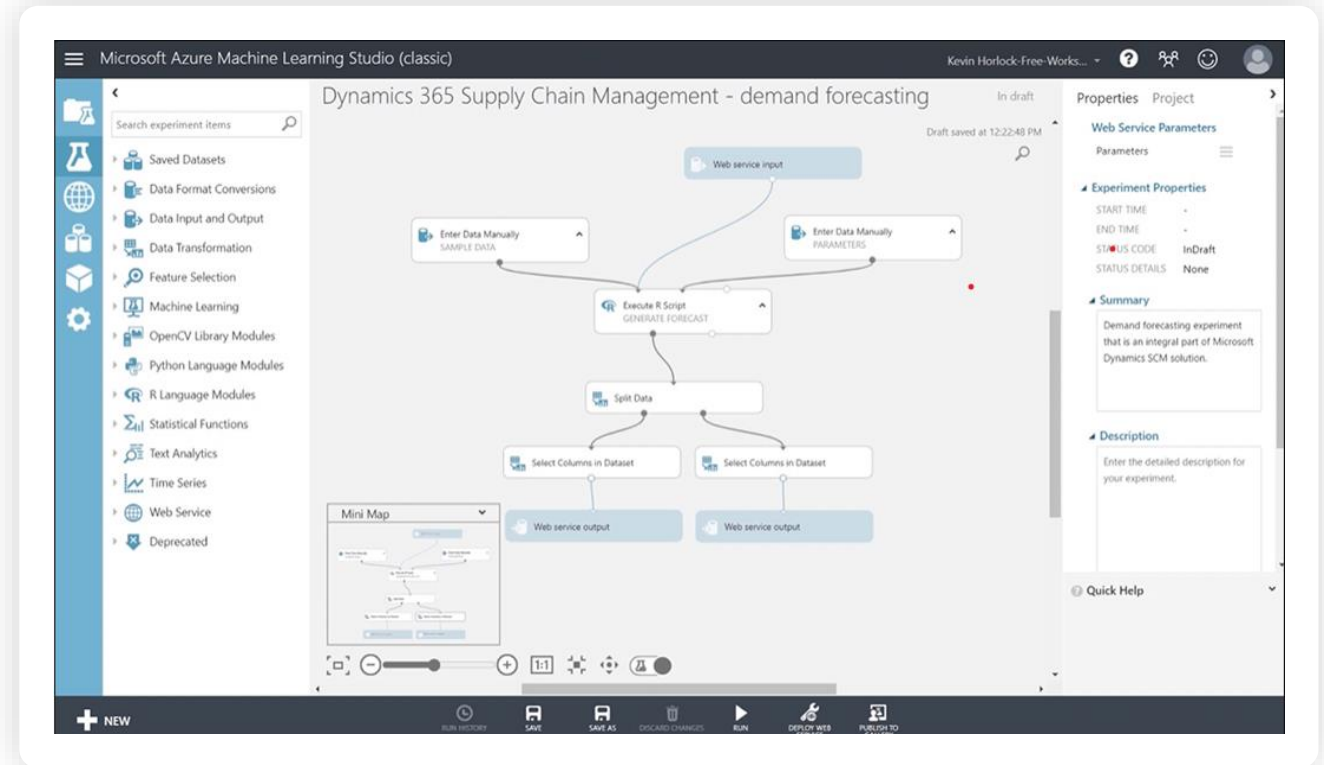 Microsoft Azure Machine Learning Studio (classic)
Kevin Horlock-Free-Works...
Search experiment items
Saved Datasets
Data Format Conversions
Data Input and Output
Data Transformation
Feature Selection
Machine Learning
OpenCV Library Modules
Python Language Modules
R Language Modules
Statistical Functions
Text Analytics
Time Series
Web Service
Deprecated
Dynamics 365 Supply Chain Management - demand forecasting
In draft
Draft saved at 12:22:48 PM
Web service input
Enter Data Manually
SAMPLE DATA
Enter Data Manually
PARAMETERS
Execute R Script
GENERATE FORECAST
Split Data
Select Columns in Dataset
Select Columns in Dataset
Web service output
Web service output
Mini Map
1:1
Properties Project
Web Service Parameters
Parameters
Experiment Properties
START TIME -
END TIME -
STATUS CODE InDraft
STATUS DETAILS None
Summary
Demand forecasting experiment
that is an integral part of Microsoft
Dynamics SCM solution.
Description
Enter the detailed description for
your experiment.
Quick Help
NEW
RUN HISTORY
SAVE
SAVE AS
DISCARD CHANGES
RUN
DEPLOY WEB
SERVICE
PUBLISH TO
GALLERY